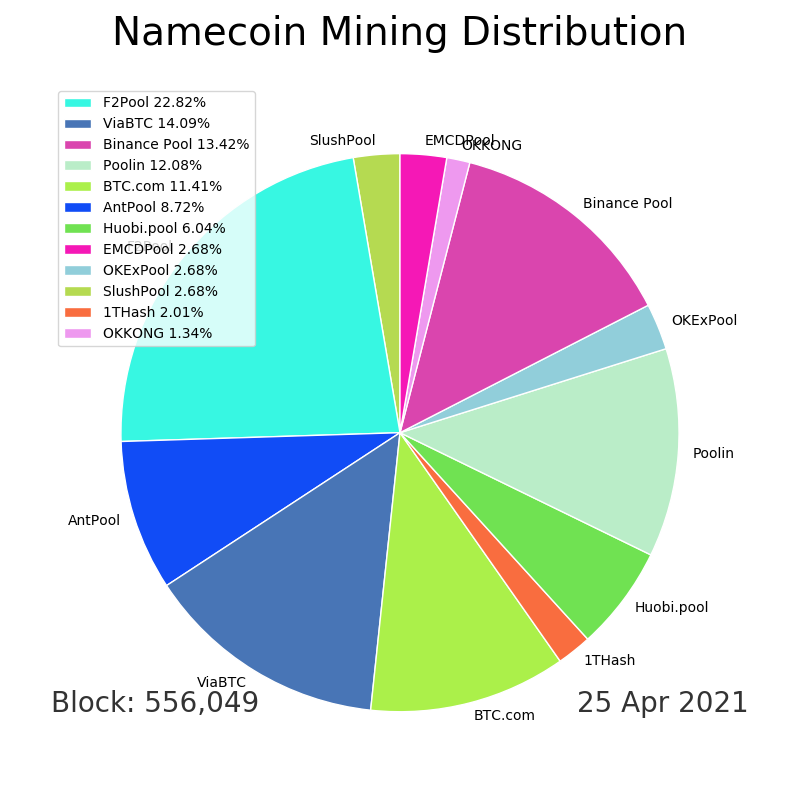 Namecoin Mining Distribution
F2Pool 22.82%
ViaBTC 14.09%
Binance Pool 13.42%
Poolin 12.08%
BTC.com 11.41%
AntPool 8.72%
Huobi.pool 6.04%
EMCDPool 2.68%
OKExPool 2.68%
SlushPool 2.68%
1THash 2.01%
OKKONG 1.34%
SlushPool
EMCDPool
OKKONG
Binance Pool
F2Pool
OKExPool
Poolin
AntPool
Huobi.pool
1THash
ViaBTC
BTC.com
Block: 556,049
25 Apr 2021